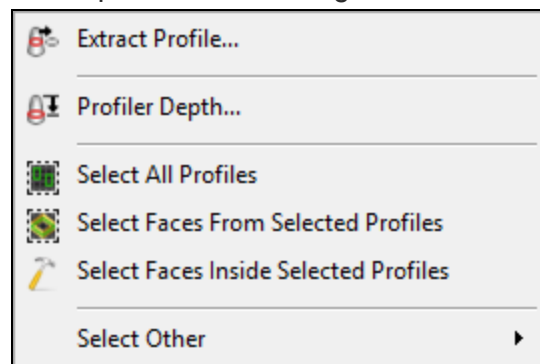 Extract Profile...
Profiler Depth...
Select All Profiles
Select Faces From Selected Profiles
Select Faces Inside Selected Profiles
Select Other